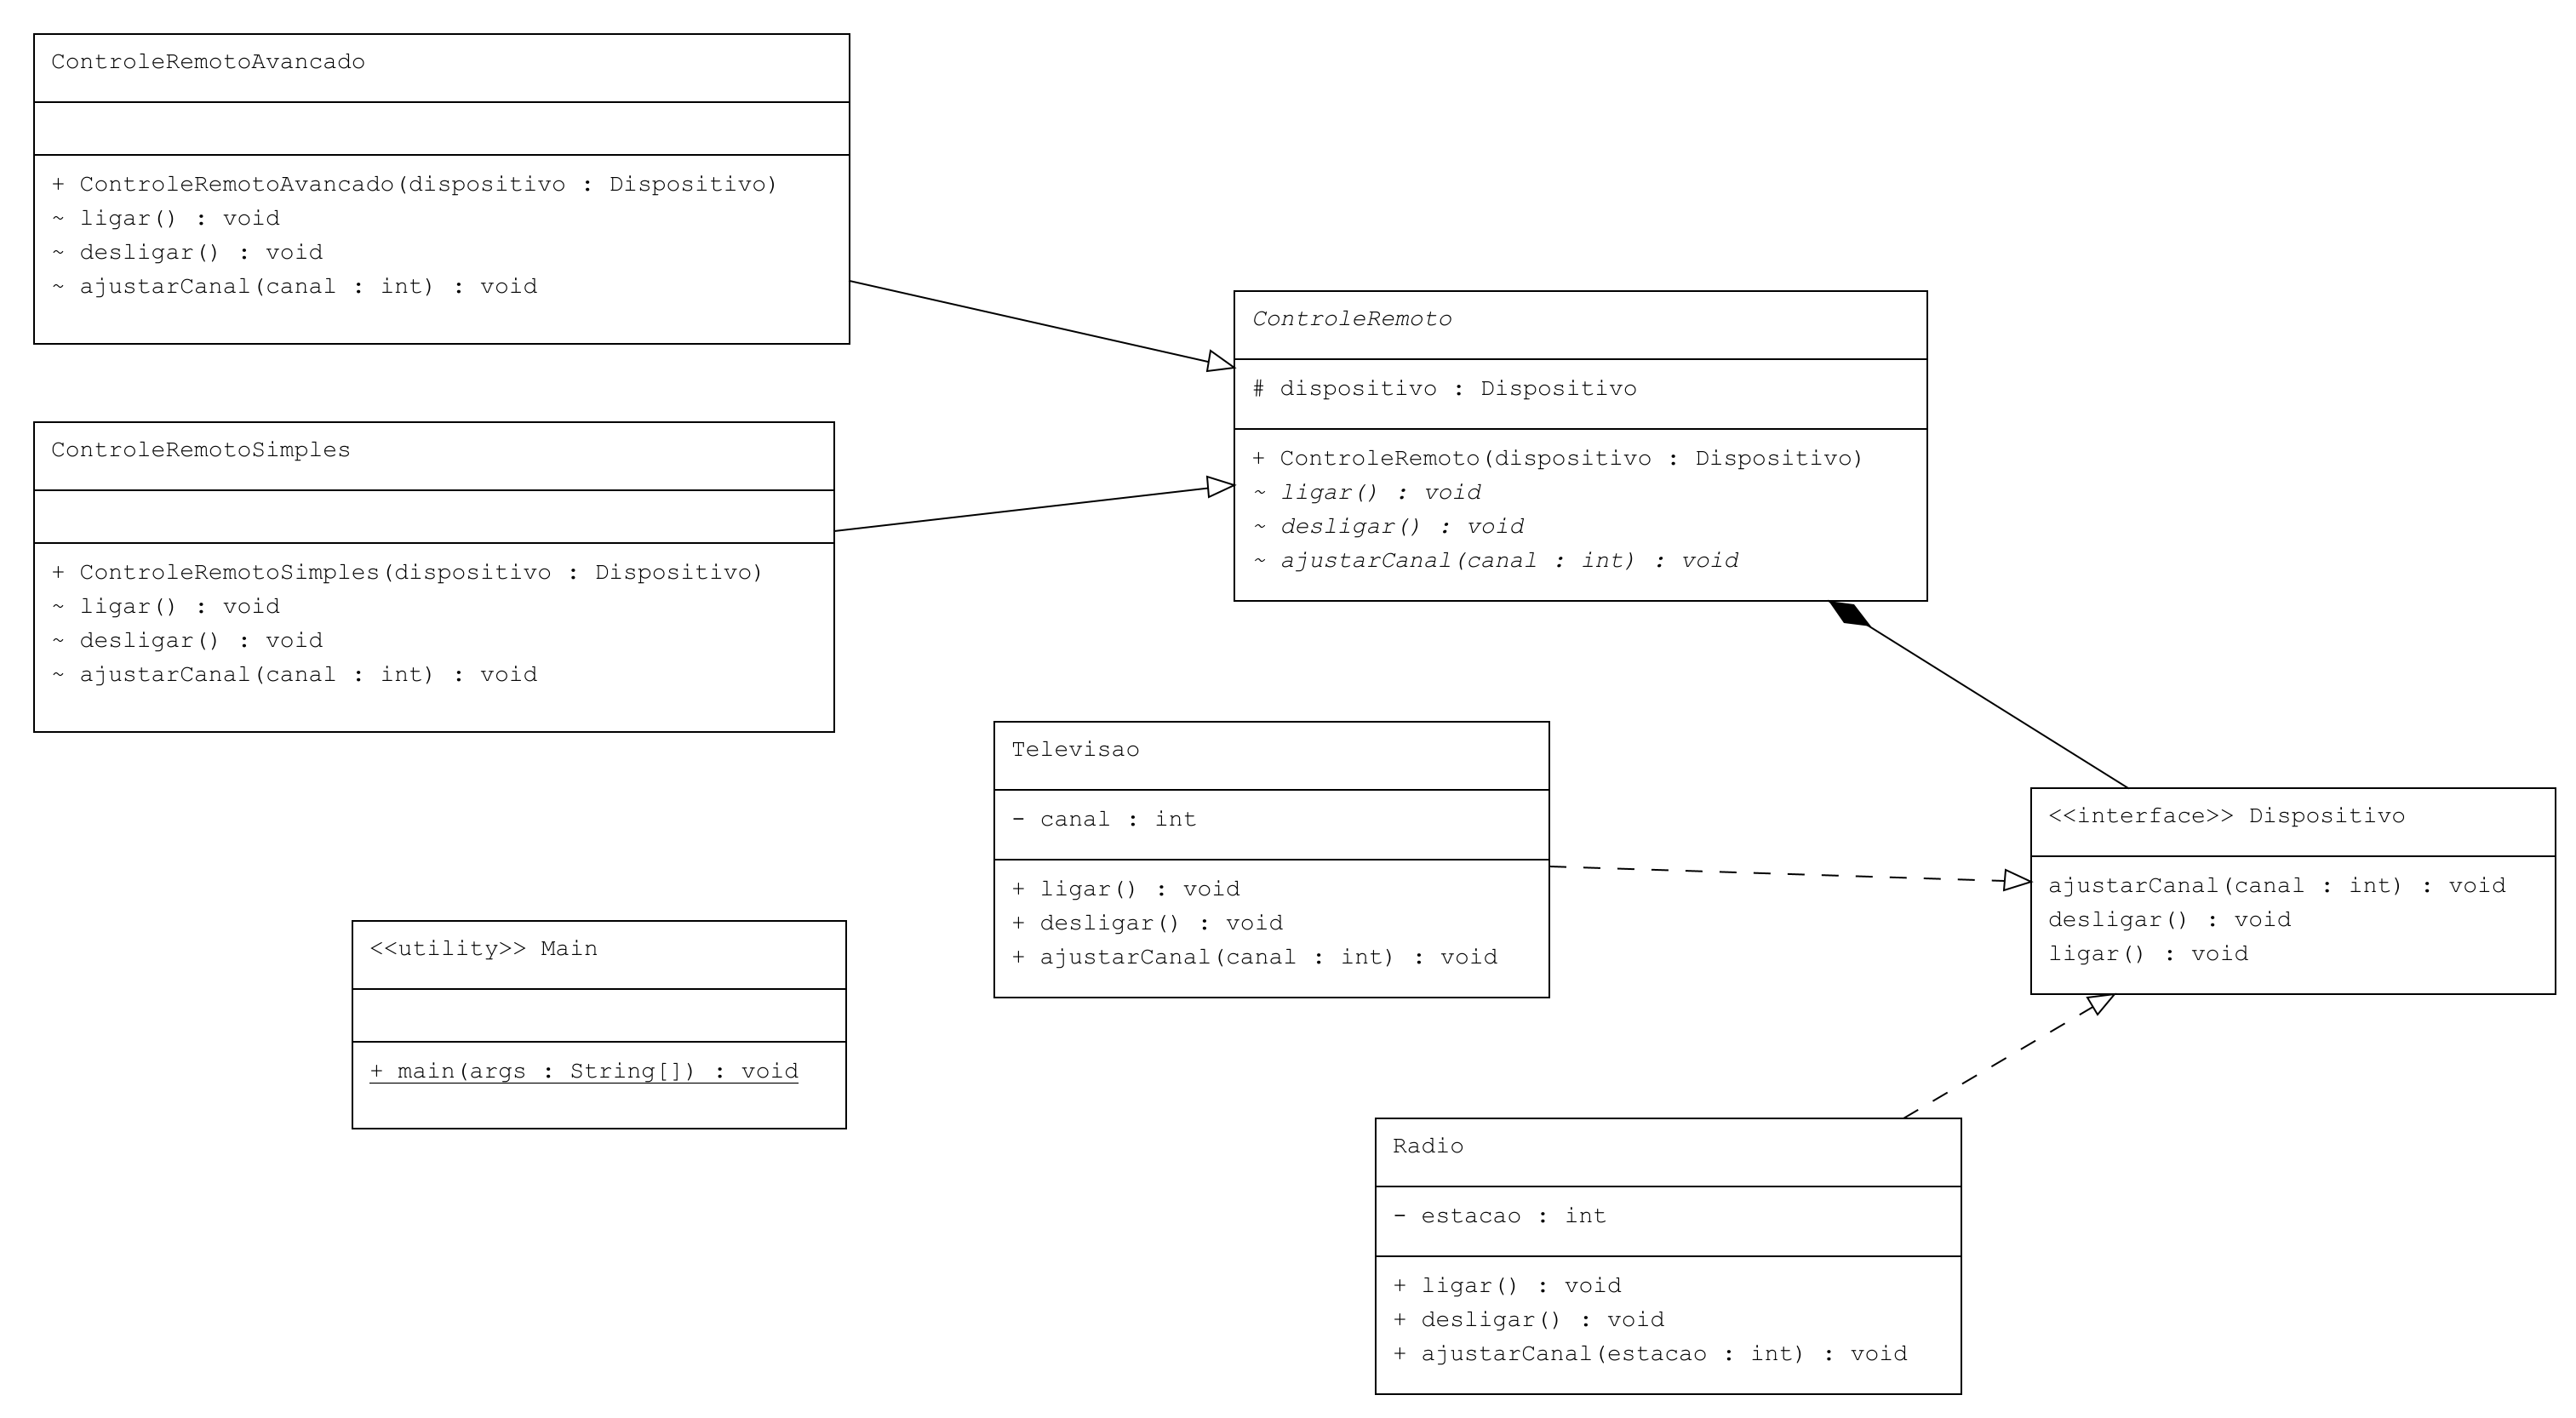 ControleRemotoAvancado
+ ControleRemotoAvancado(dispositivo : Dispositivo)
~ ligar() : void
~ desligar() : void
~ ajustarCanal(canal : int) : void
ControleRemoto
# dispositivo : Dispositivo
+ ControleRemoto(dispositivo : Dispositivo)
~ ligar() : void
~ desligar() : void
~ ajustarCanal(canal : int) : void
ControleRemotoSimples
+ ControleRemotoSimples(dispositivo : Dispositivo)
~ ligar() : void
~ desligar() : void
~ ajustarCanal(canal : int) : void
Televisao
- canal : int
+ ligar() : void
+ desligar() : void
+ ajustarCanal(canal : int) : void
<<interface>> Dispositivo
ajustarCanal(canal : int) : void
desligar() : void
ligar() : void
<<utility>> Main
+ main(args : String[]) : void
Radio
- estacao : int
+ ligar() : void
+ desligar() : void
+ ajustarCanal(estacao : int) : void